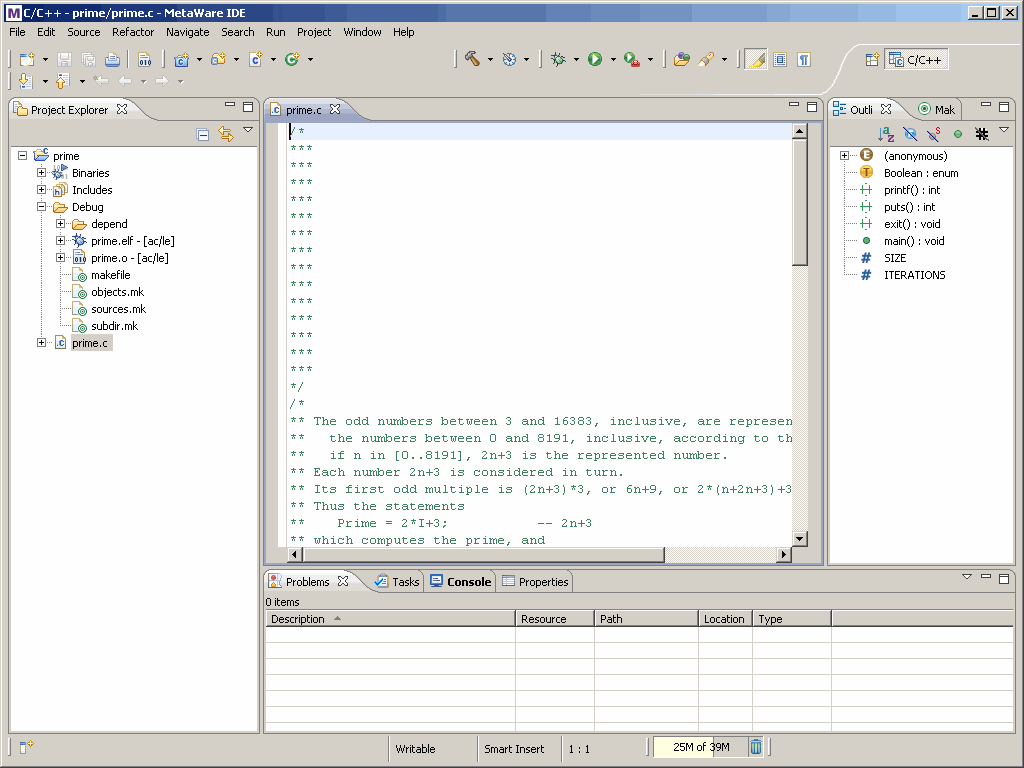 C/C++ - prime/prime.c - MetaWare IDE
File Edit Source Refactor Navigate Search Run Project Window Help
C/C++
Project Explorer
prime
Binaries
Includes
Debug
depend
prime.elf - [ac/le]
prime.o - [ac/le]
makefile
objects.mk
sources.mk
subdir.mk
prime.c
prime.c
/*
***
***
***
***
***
***
***
***
***
***
***
***
***
***
*/
/*
** The odd numbers between 3 and 16383, inclusive, are represen
**   the numbers between 0 and 8191, inclusive, according to th
**   if n in [0..8191], 2n+3 is the represented number.
** Each number 2n+3 is considered in turn.
** Its first odd multiple is (2n+3)*3, or 6n+9, or 2*(n+2n+3)+3
** Thus the statements
**    Prime = 2*I+3;           -- 2n+3
** which computes the prime, and
Outli Mak
(anonymous)
Boolean : enum
printf() : int
puts() : int
exit() : void
main() : void
SIZE
ITERATIONS
Problems Tasks Console Properties
0 items
Description Resource Path Location Type
Writable Smart Insert 1 : 1 25M of 39M